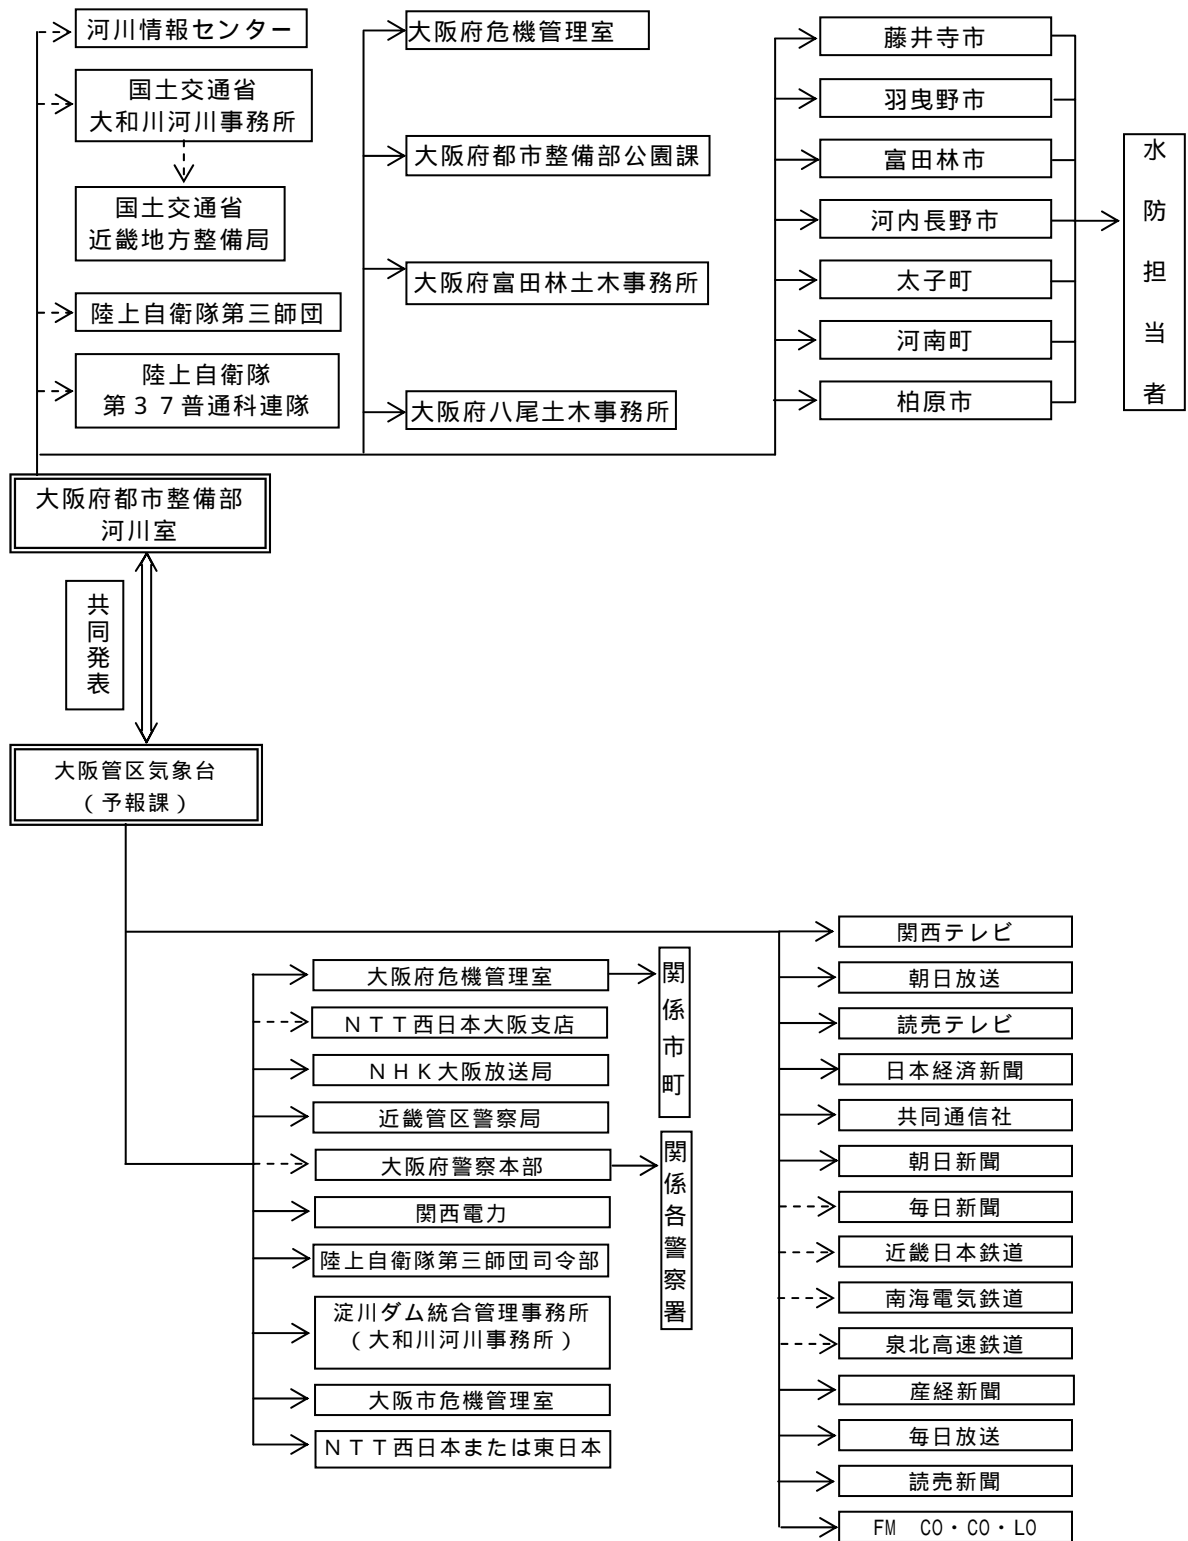 河川情報センター
国土交通省
大和川河川事務所
国土交通省
近畿地方整備局
陸上自衛隊第三師団
陸上自衛隊
第３７普通科連隊
大阪府危機管理室
大阪府都市整備部公園課
大阪府富田林土木事務所
大阪府八尾土木事務所
藤井寺市
羽曳野市
富田林市
河内長野市
太子町
河南町
柏原市
水防担当者
大阪府都市整備部
河川室
共同発表
大阪管区気象台
（予報課）
大阪府危機管理室
ＮＴＴ西日本大阪支店
ＮＨＫ大阪放送局
近畿管区警察局
大阪府警察本部
関西電力
陸上自衛隊第三師団司令部
淀川ダム統合管理事務所
（大和川河川事務所）
大阪市危機管理室
ＮＴＴ西日本または東日本
関係市町
関係各警察署
関西テレビ
朝日放送
読売テレビ
日本経済新聞
共同通信社
朝日新聞
毎日新聞
近畿日本鉄道
南海電気鉄道
泉北高速鉄道
産経新聞
毎日放送
読売新聞
FM　CO・CO・LO